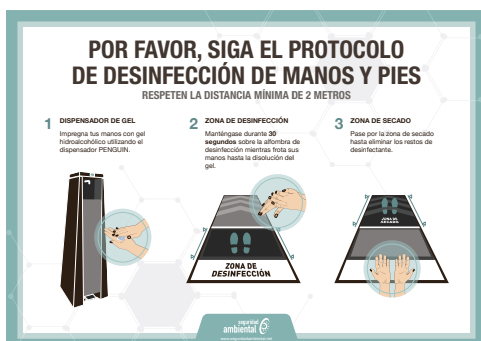 POR FAVOR, SIGA EL PROTOCOLO
DE DESINFECCIÓN DE MANOS Y PIES
RESPETEN LA DISTANCIA MÍNIMA DE 2 METROS
1 DISPENSADOR DE GEL
Impregna tus manos con gel
hidroalcohólico utilizando el
dispensador PENGUIN.
2 ZONA DE DESINFECCIÓN
Manténgase durante 30
segundos sobre la alfombra de
desinfección mientras frota sus
manos hasta la disolución del
gel.
3 ZONA DE SECADO
Pase por la zona de secado
hasta eliminar los restos de
desinfectante.
ZONA DE
DESINFECCIÓN
ZONA DE
SECADO
seguridad
ambiental